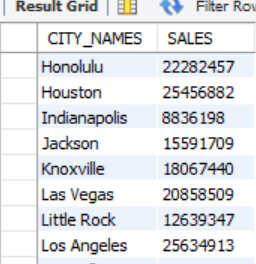 Result Grid Filter Row
CITY_NAMES SALES
Honolulu 22282457
Houston 25456882
Indianapolis 8836198
Jackson 15591709
Knoxville 18067440
Las Vegas 20858509
Little Rock 12639347
Los Angeles 25634913